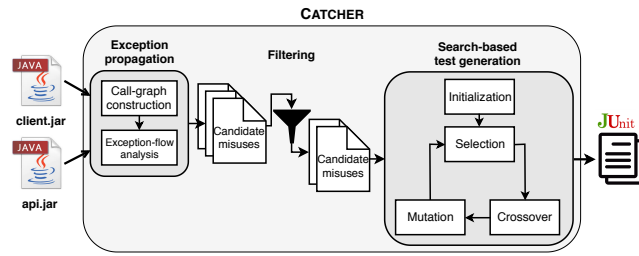 CATCHER
Exception
propagation
Filtering
Search-based
test generation
JAVA
client.jar
JAVA
api.jar
Call-graph
construction
Exception-flow
analysis
Candidate
misuses
Candidate
misuses
Initialization
Selection
Mutation
Crossover
JUnit